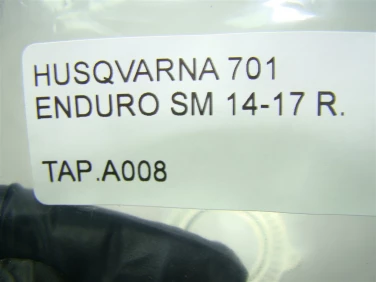 HUSQVARNA 701
ENDURO SM 14-17 R.
TAP.A008